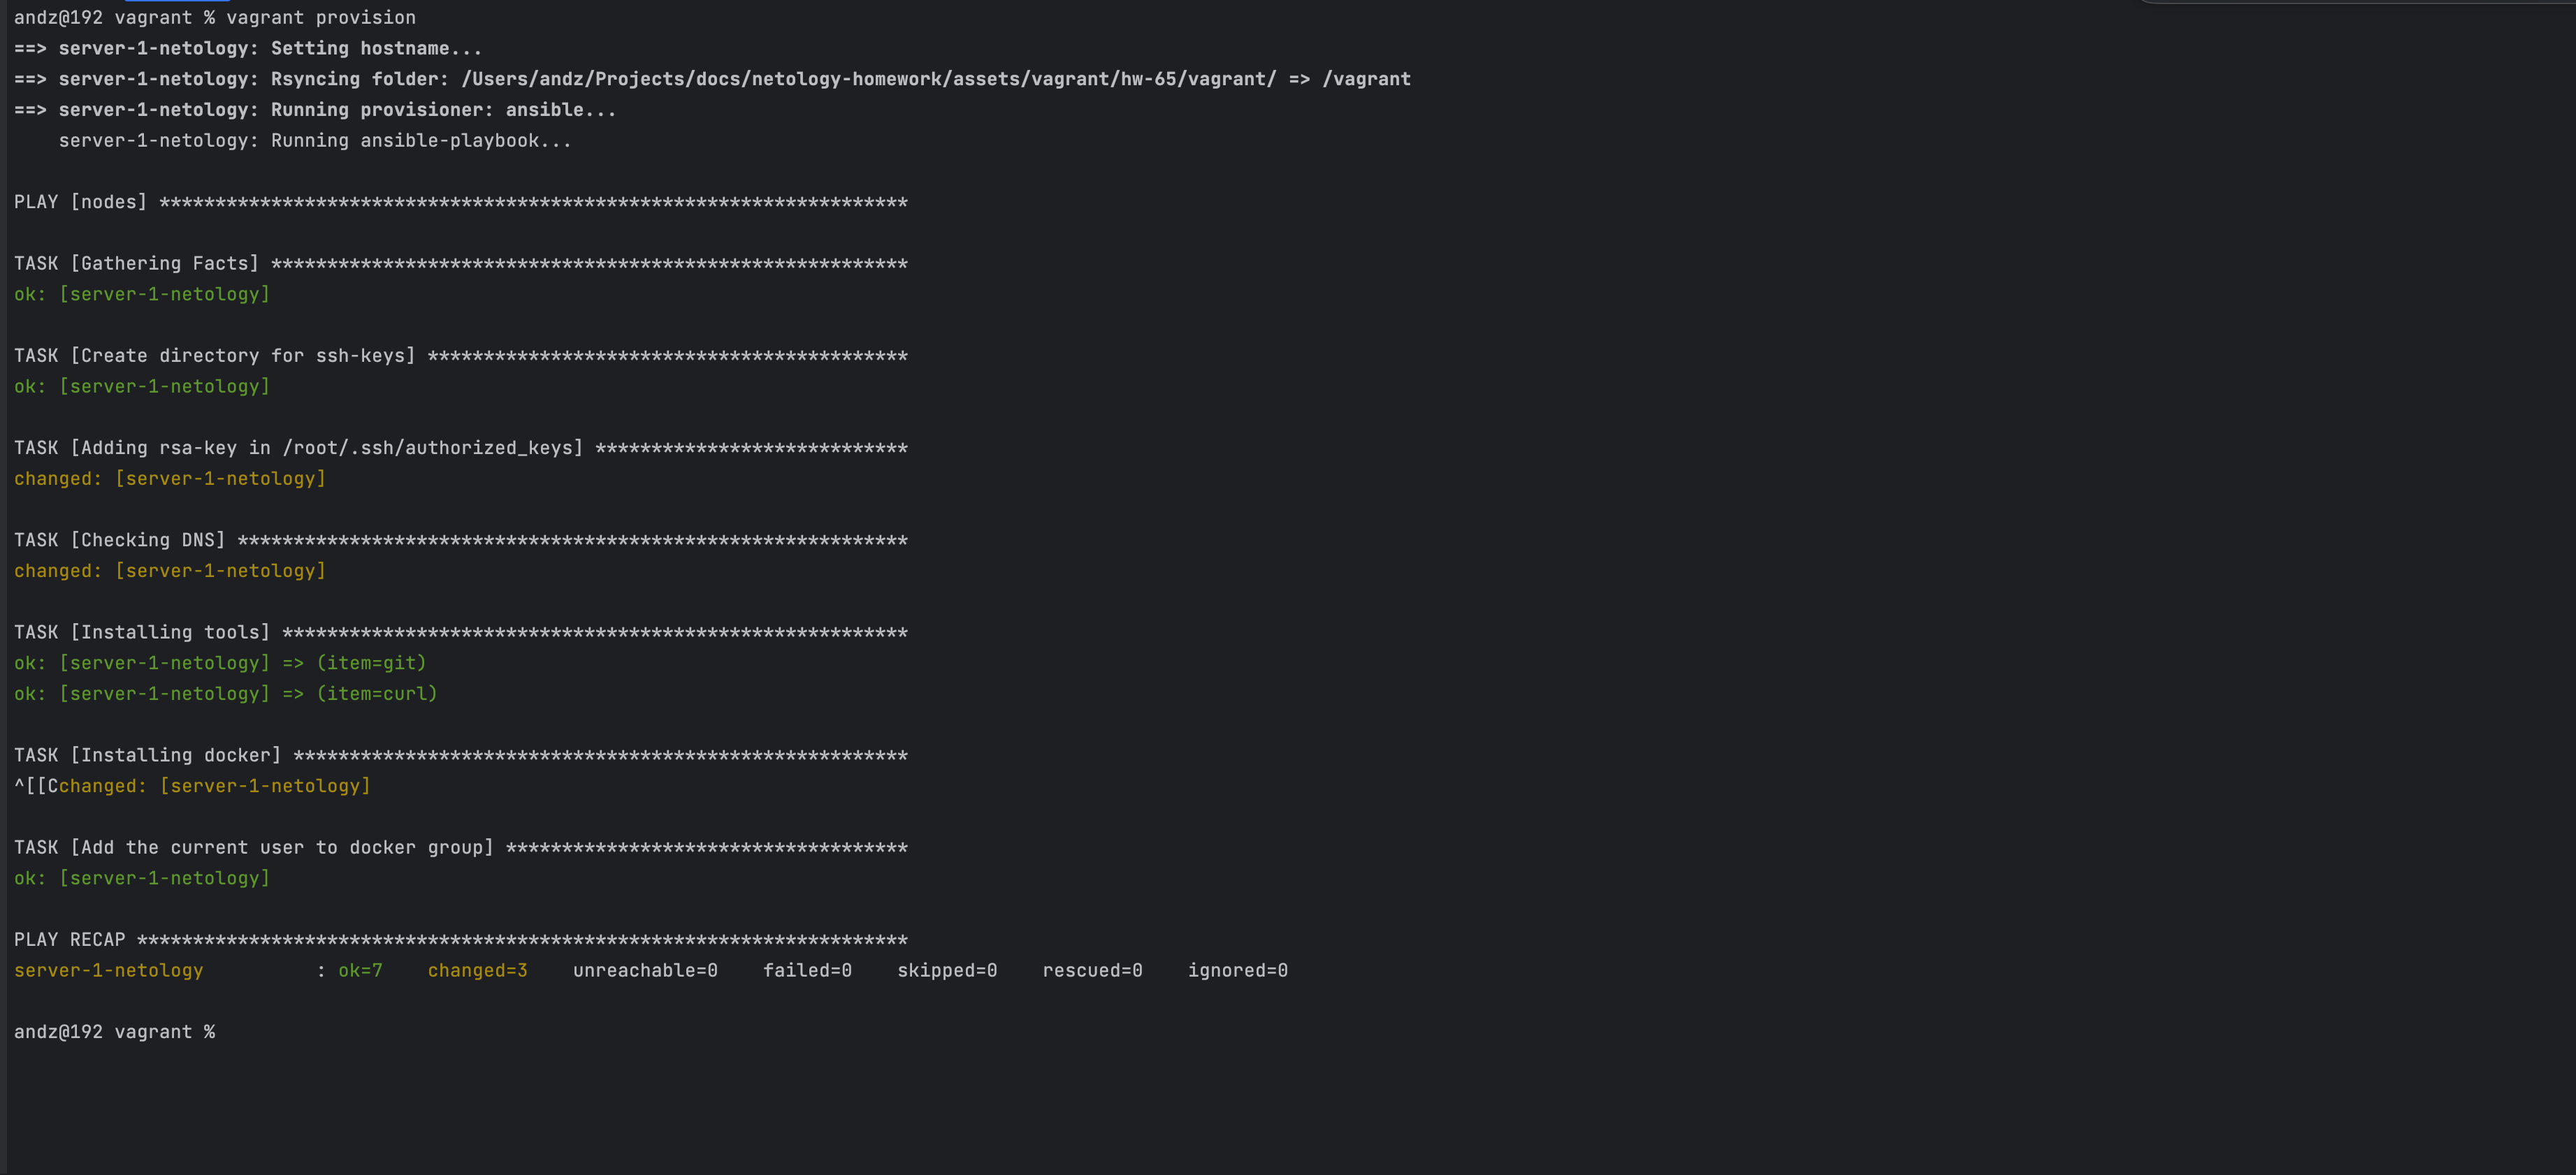 andz@192 vagrant % vagrant provision
==> server-1-netology: Setting hostname...
==> server-1-netology: Rsyncing folder: /Users/andz/Projects/docs/netology-homework/assets/vagrant/hw-65/vagrant/ => /vagrant
==> server-1-netology: Running provisioner: ansible...
    server-1-netology: Running ansible-playbook...

PLAY [nodes] *******************************************************************

TASK [Gathering Facts] *********************************************************
ok: [server-1-netology]

TASK [Create directory for ssh-keys] *******************************************
ok: [server-1-netology]

TASK [Adding rsa-key in /root/.ssh/authorized_keys] ****************************
changed: [server-1-netology]

TASK [Checking DNS] ************************************************************
changed: [server-1-netology]

TASK [Installing tools] ********************************************************
ok: [server-1-netology] => (item=git)
ok: [server-1-netology] => (item=curl)

TASK [Installing docker] *******************************************************
^[[Cchanged: [server-1-netology]

TASK [Add the current user to docker group] ************************************
ok: [server-1-netology]

PLAY RECAP *********************************************************************
server-1-netology          : ok=7    changed=3    unreachable=0    failed=0    skipped=0    rescued=0    ignored=0

andz@192 vagrant %